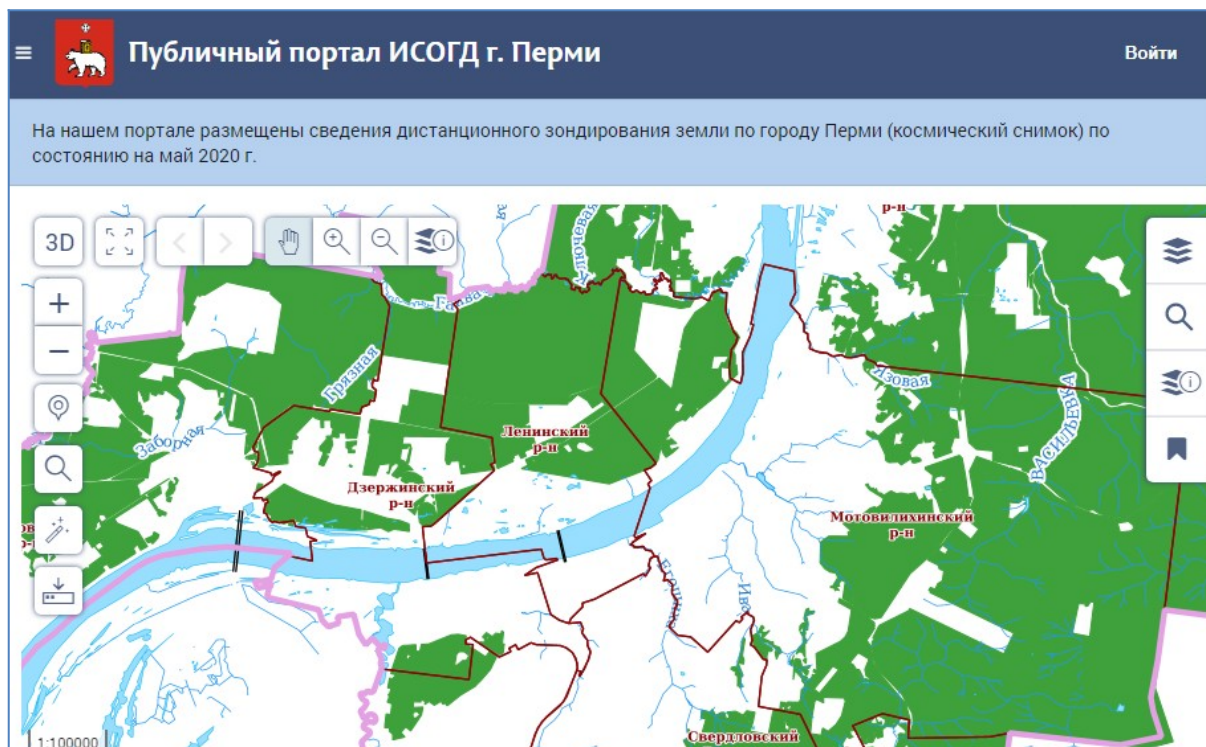 Публичный портал ИСОГД г. Перми
Войти
На нашем портале размещены сведения дистанционного зондирования земли по городу Перми (космический снимок) по
состоянию на май 2020 г.
3D
Ключевая
р-н
Гайва
Брязная
Язовая
ВАСИЛЬЕВКА
Заборная
Ленинский
р-н
Дзержинский
р-н
Мотовилихинский
р-н
Свердловский
1:100000